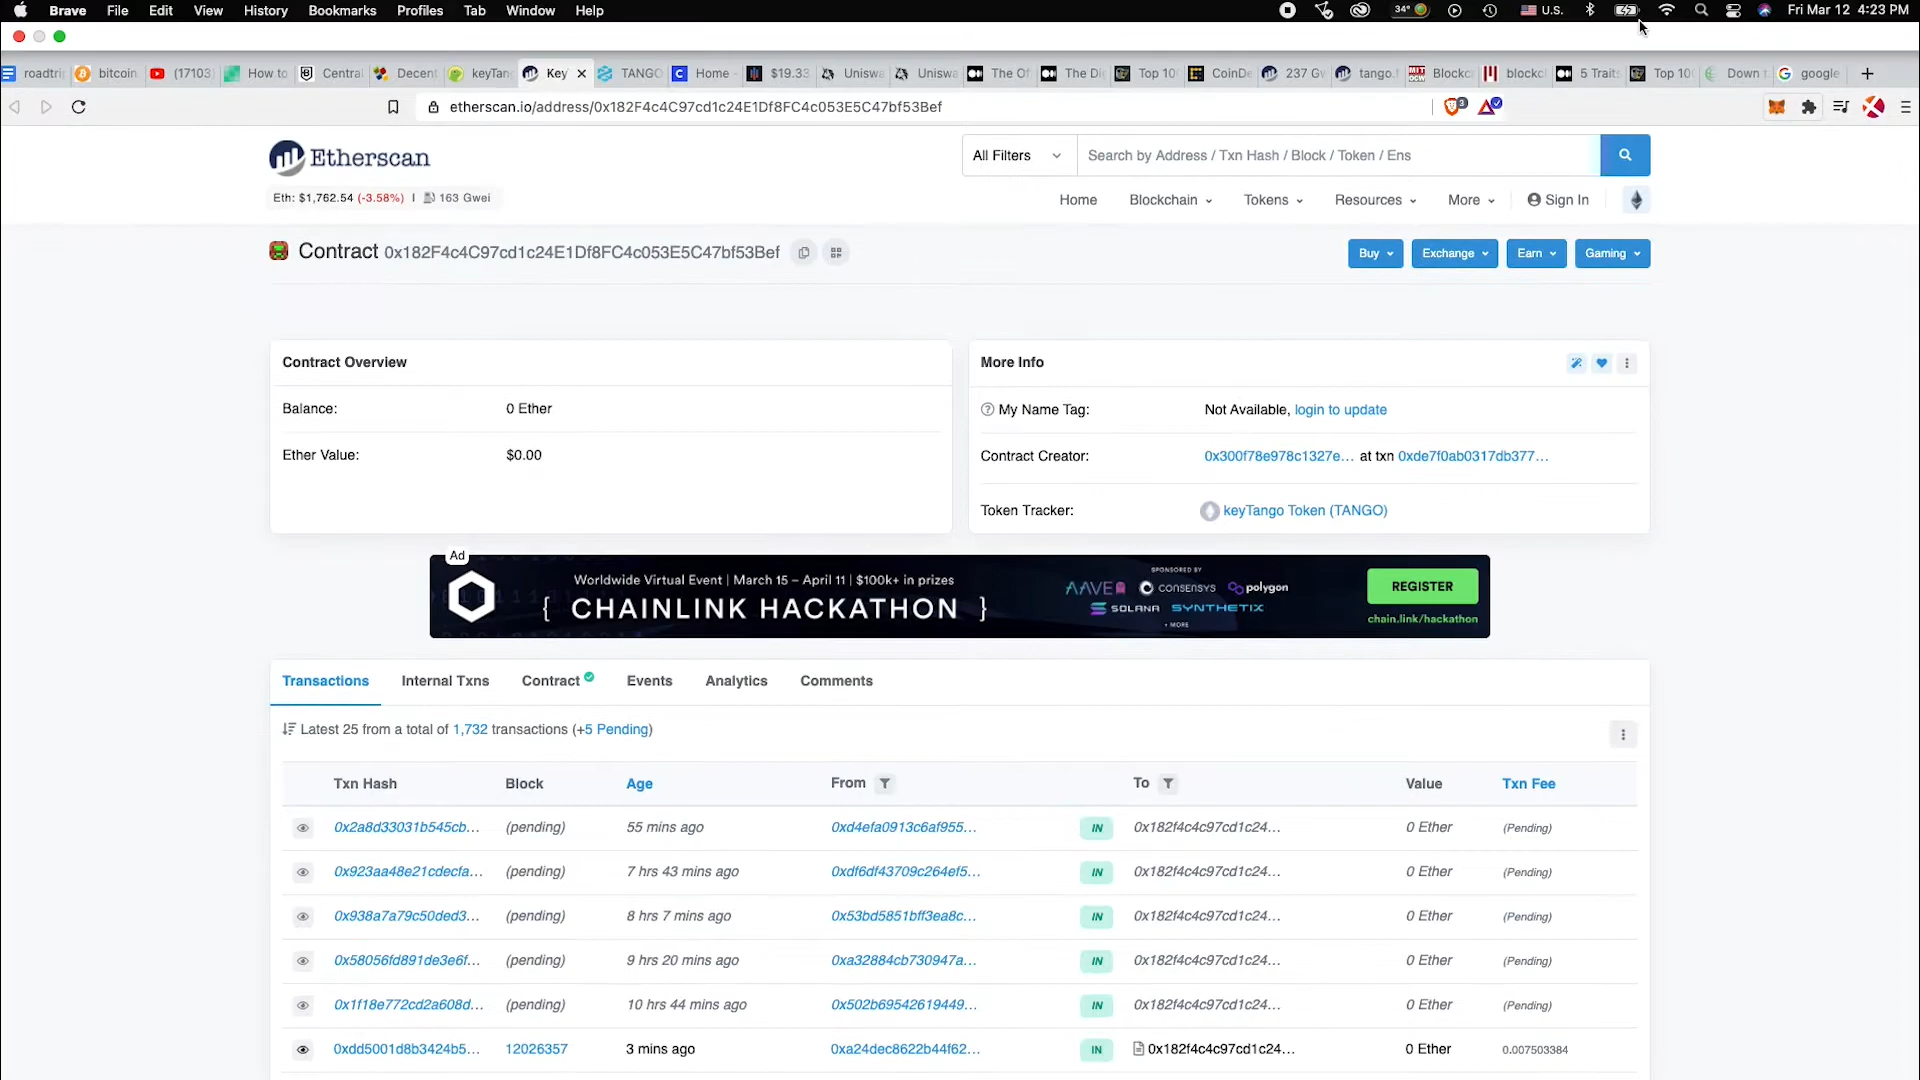 Brave File Edit View History Bookmarks Profiles Tab Window Help 34° U.S. Fri Mar 12 4:23 PM
roadtri bitcoin (17103 How to Central Decent keyTan Key TANGO Home $19.33 Uniswa Uniswa The Of The Di Top 10 CoinDe 237 Gw tango.f Blockc blockc 5 Traits Top 10 Down google
etherscan.io/address/0x182F4c4C97cd1c24E1Df8FC4c053E5C47bf53Bef 3
Etherscan
All Filters Search by Address / Txn Hash / Block / Token / Ens
Eth: $1,762.54 (-3.58%) | 163 Gwei
Home Blockchain Tokens Resources More Sign In
Contract 0x182F4c4C97cd1c24E1Df8FC4c053E5C47bf53Bef
Buy Exchange Earn Gaming
Contract Overview
Balance: 0 Ether
Ether Value: $0.00
More Info
My Name Tag: Not Available, login to update
Contract Creator: 0x300f78e978c1327e... at txn 0xde7f0ab0317db377...
Token Tracker: keyTango Token (TANGO)
Ad
Worldwide Virtual Event | March 15 – April 11 | $100k+ in prizes
{ CHAINLINK HACKATHON }
SPONSORED BY
AAVE CONSENSYS polygon
SOLANA SYNTHETIX
+ MORE
REGISTER
chain.link/hackathon
Transactions Internal Txns Contract Events Analytics Comments
Latest 25 from a total of 1,732 transactions (+5 Pending)
Txn Hash Block Age From To Value Txn Fee
0x2a8d33031b545cb... (pending) 55 mins ago 0xd4efa0913c6af955... IN 0x182f4c4c97cd1c24... 0 Ether (Pending)
0x923aa48e21cdecfa... (pending) 7 hrs 43 mins ago 0xdf6df43709c264ef5... IN 0x182f4c4c97cd1c24... 0 Ether (Pending)
0x938a7a79c50ded3... (pending) 8 hrs 7 mins ago 0x53bd5851bff3ea8c... IN 0x182f4c4c97cd1c24... 0 Ether (Pending)
0x58056fd891de3e6f... (pending) 9 hrs 20 mins ago 0xa32884cb730947a... IN 0x182f4c4c97cd1c24... 0 Ether (Pending)
0x1f18e772cd2a608d... (pending) 10 hrs 44 mins ago 0x502b69542619449... IN 0x182f4c4c97cd1c24... 0 Ether (Pending)
0xdd5001d8b3424b5... 12026357 3 mins ago 0xa24dec8622b44f62... IN 0x182f4c4c97cd1c24... 0 Ether 0.007503384